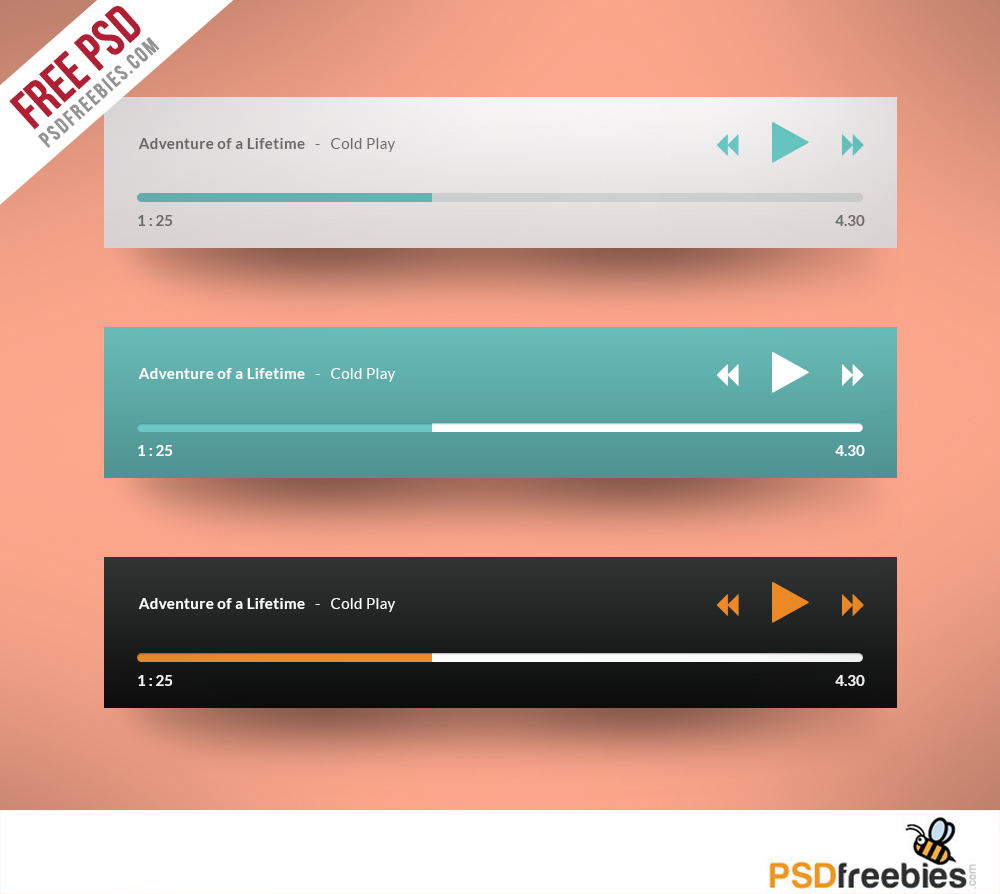 FREE PSD
PSDFREEBIES.COM
Adventure of a Lifetime - Cold Play
1 : 25 4.30
Adventure of a Lifetime - Cold Play
1 : 25 4.30
Adventure of a Lifetime - Cold Play
1 : 25 4.30
PSDfreebies.com